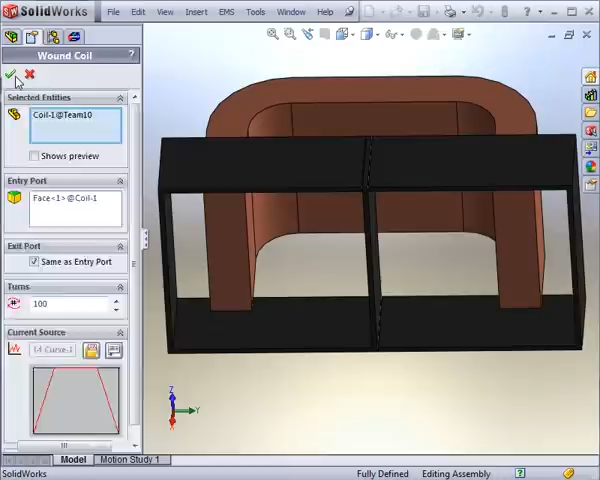 SolidWorks File Edit View Insert EMS Tools Window Help
Wound Coil ?
Selected Entities
Coil-1@Team10
Shows preview
Entry Port
Face<1>@Coil-1
Exit Port
Same as Entry Port
Turns
100
Current Source
Z
Y
Model Motion Study 1
SolidWorks Fully Defined Editing Assembly ?